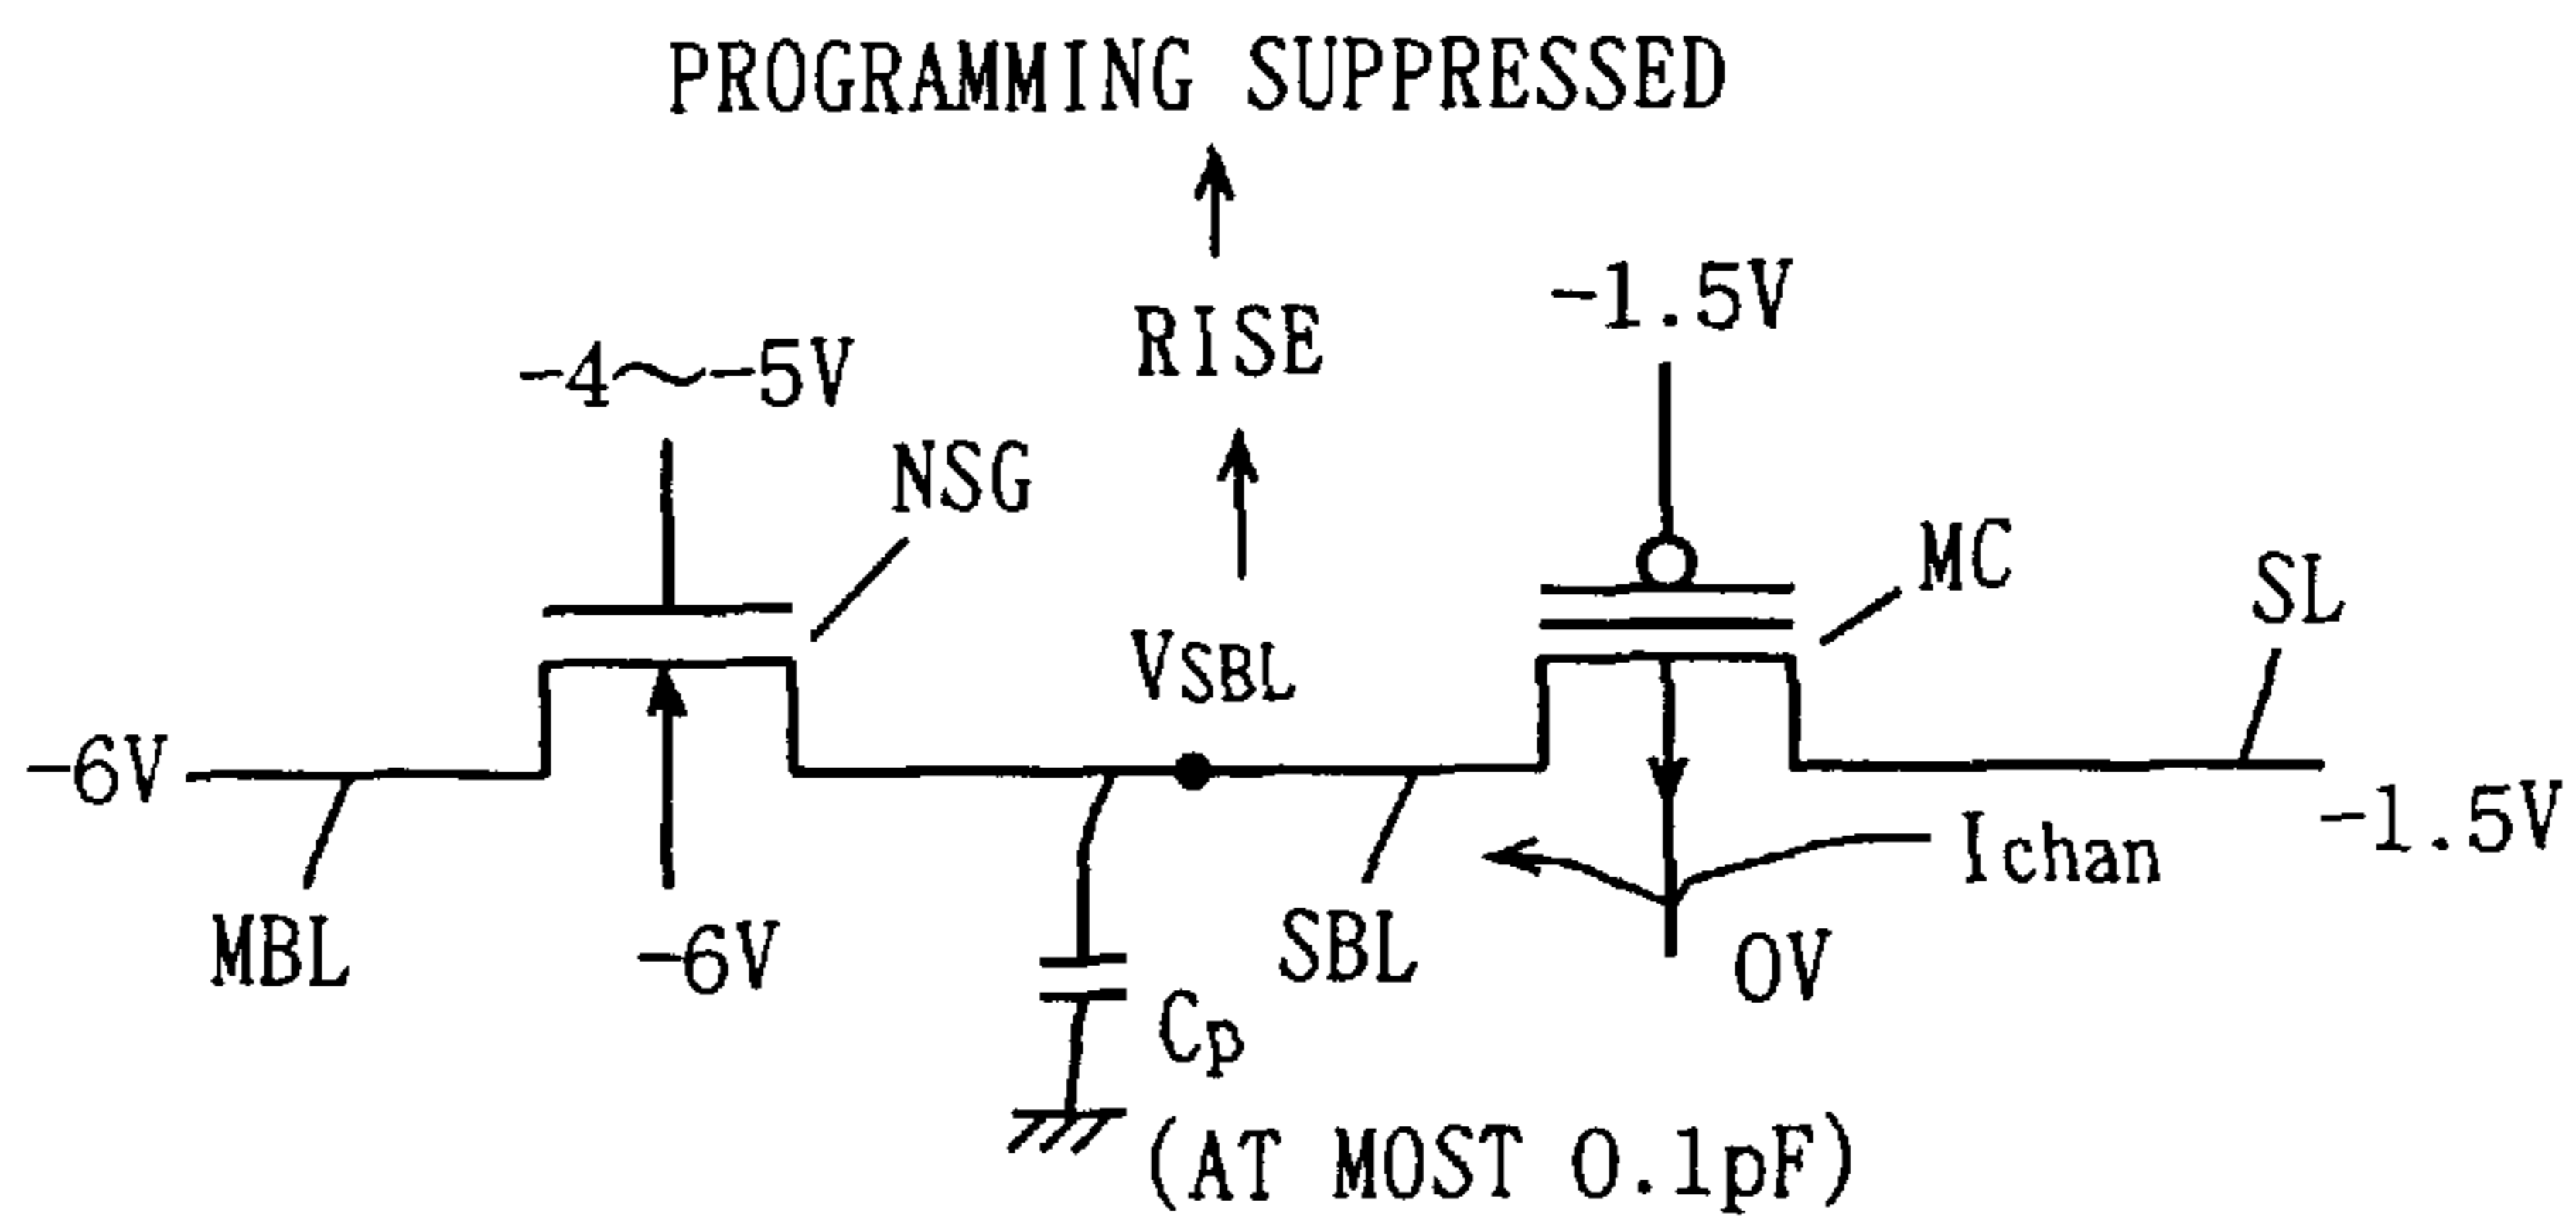 PROGRAMMING SUPPRESSED
-1.5V
RISE
-4~-5V
NSG
MC
SL
VSBL
-6V
-1.5V
Ichan
MBL
-6V
SBL
0V
Cp
(AT MOST 0.1pF)